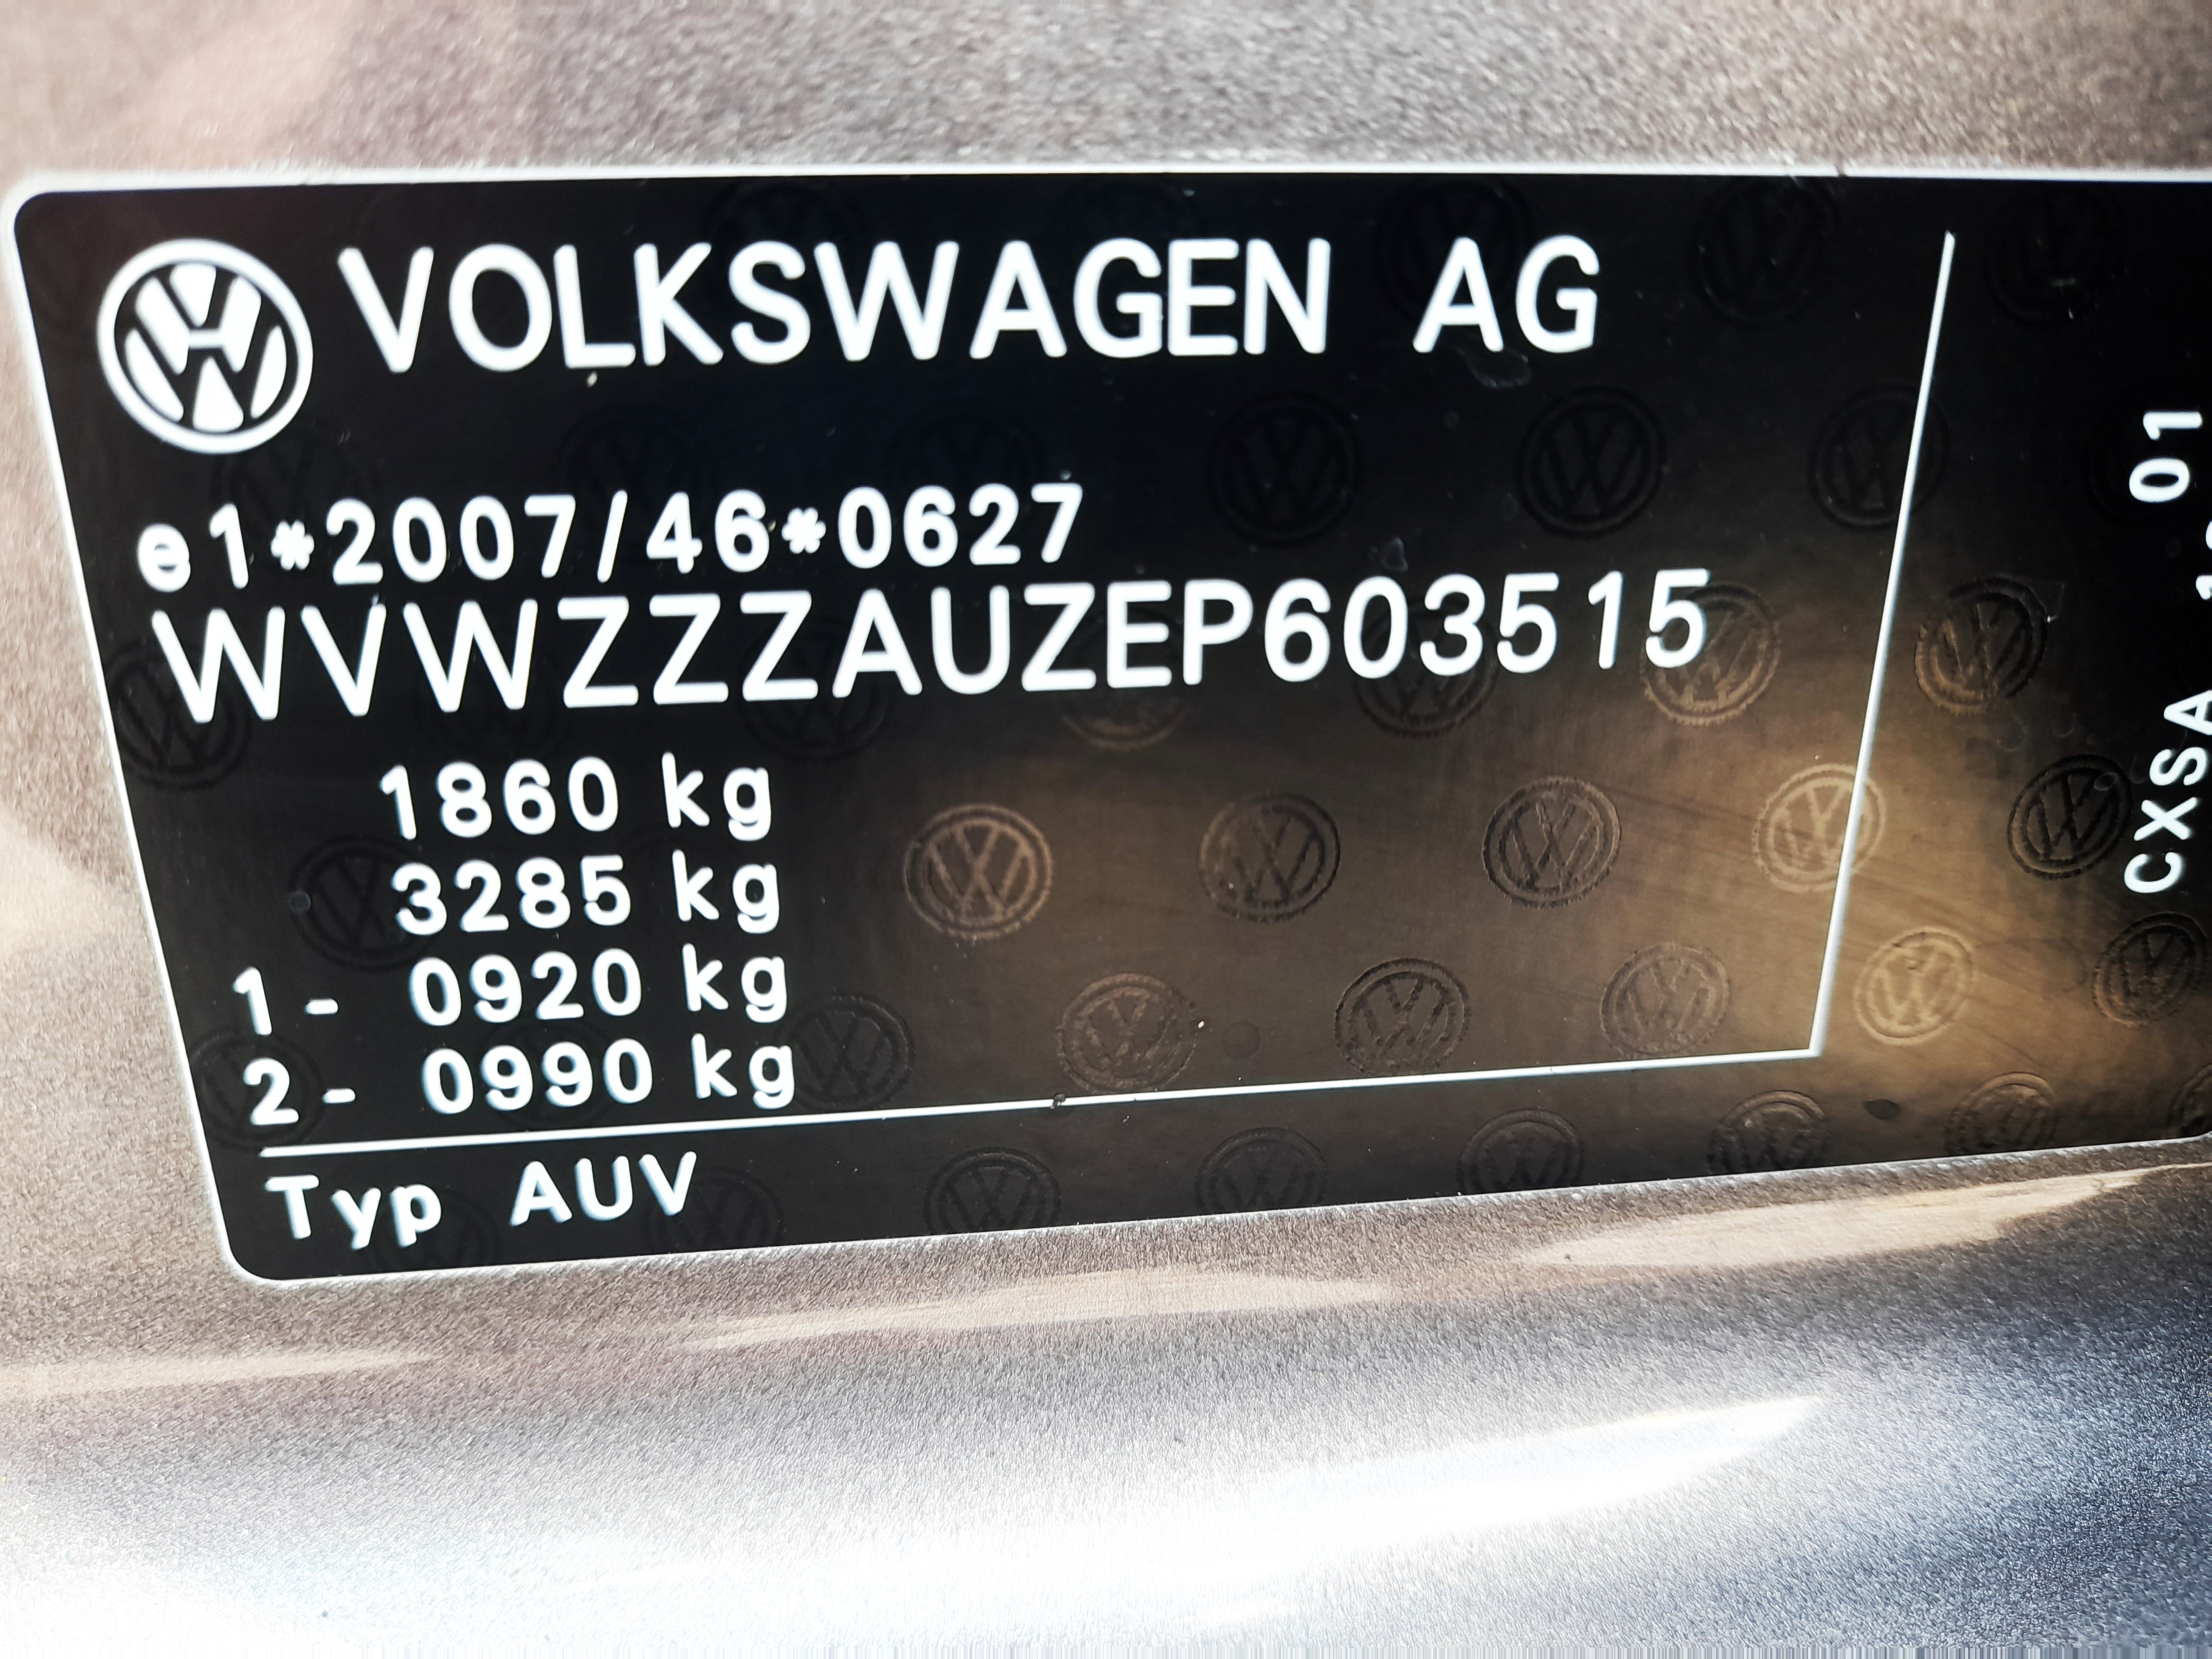 VOLKSWAGEN AG
e1*2007/46*0627
WVWZZZAUZEP603515
1860 kg
3285 kg
1- 0920 kg
2- 0990 kg
Typ AUV
CXSA
01